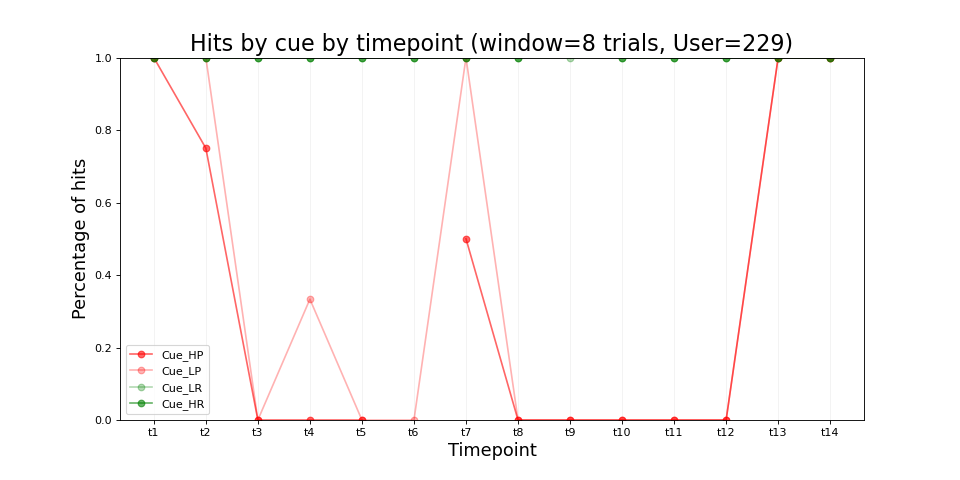 Hits by cue by timepoint (window=8 trials, User=229)
Percentage of hits
1.0
0.8
0.6
0.4
0.2
0.0
Cue_HP
Cue_LP
Cue_LR
Cue_HR
t1 t2 t3 t4 t5 t6 t7 t8 t9 t10 t11 t12 t13 t14
Timepoint